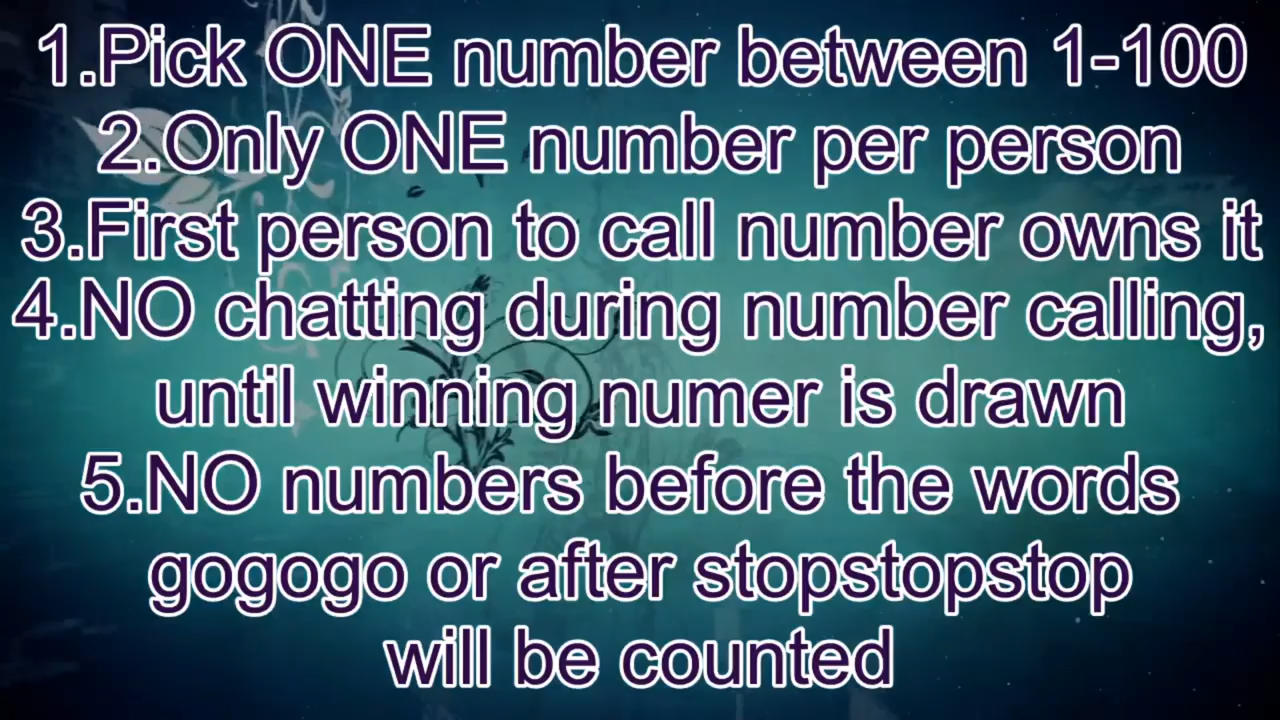 1.Pick ONE number between 1-100
2.Only ONE number per person
3.First person to call number owns it
4.NO chatting during number calling,
until winning numer is drawn
5.NO numbers before the words
gogogo or after stopstopstop
will be counted